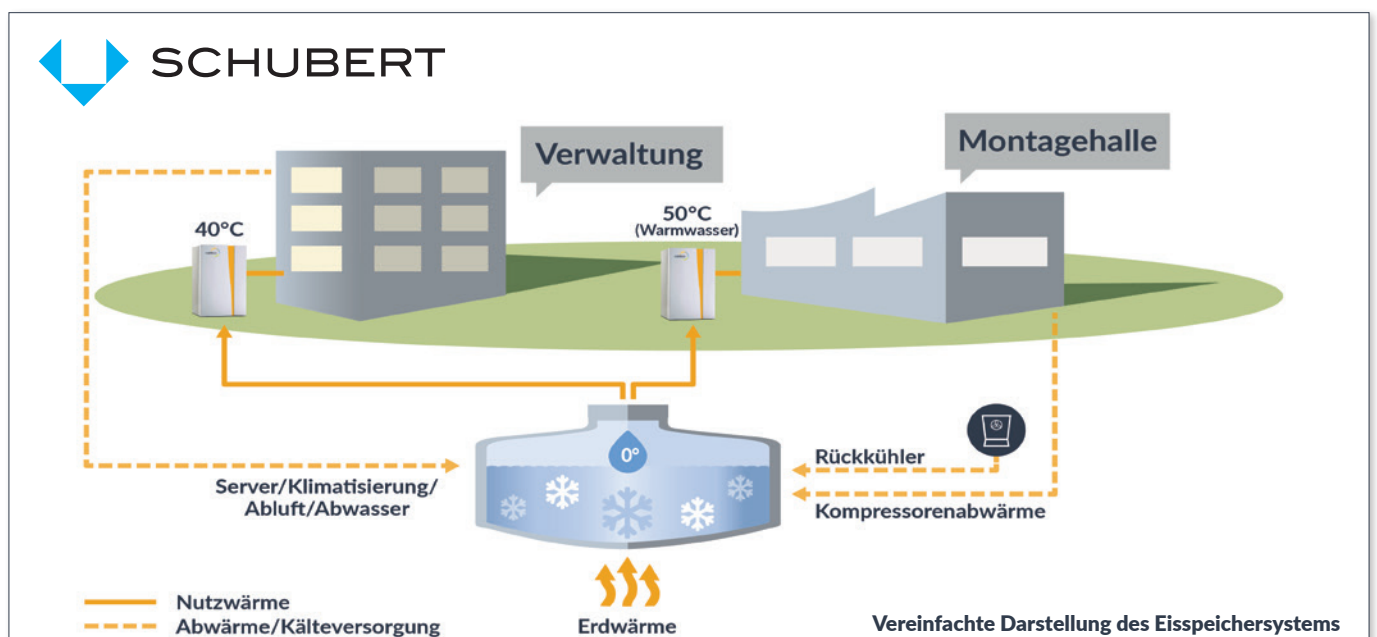 SCHUBERT
Verwaltung
Montagehalle
40°C
50°C
(Warmwasser)
0°
Rückkühler
Server/Klimatisierung/
Abluft/Abwasser
Kompressorenabwärme
Nutzwärme
Abwärme/Kälteversorgung
Erdwärme
Vereinfachte Darstellung des Eisspeichersystems